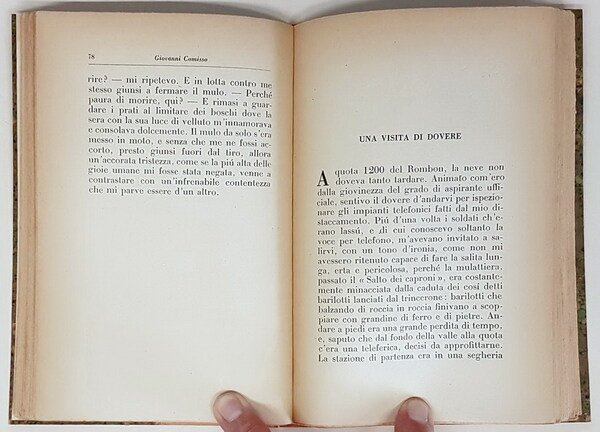 78
Giovanni Comisso
rire? — mi ripetevo. E in lotta contro me
stesso giunsi a fermare il mulo. — Perché
paura di morire, qui? — E rimasi a guar-
dare i prati al limitare dei boschi dove la
sera con la sua luce di velluto m'innamorava
e consolava dolcemente. Il mulo da solo s'era
messo in moto, e senza che me ne fossi ac-
corto, presto giunsi fuori dal tiro, allora
un'accorata tristezza, come se la piú alta delle
gioie umane mi fosse stata negata, venne a
contrastare con un'infrenabile contentezza
che mi parve essere d'un altro.
UNA VISITA DI DOVERE
A quota 1200 del Rombon, la neve non
doveva tanto tardare. Animato com'ero
dalla giovinezza del grado di aspirante uffi-
ciale, sentivo il dovere d'andarvi per ispezio-
nare gli impianti telefonici fatti dal mio di-
staccamento. Piú d'una volta i soldati ch'e-
rano lassú, e di cui conoscevo soltanto la
voce per telefono, m'avevano invitato a sa-
lirvi, con un tono d'ironia, come non mi
avessero ritenuto capace di fare la salita lun-
ga, erta e pericolosa, perché la mulattiera,
passato il « Salto dei caproni », era costante-
mente minacciata dalla caduta dei cosí detti
barilotti lanciati dal trincerone: barilotti che
balzando di roccia in roccia finivano a scop-
piare con grandine di ferro e di pietre. An-
dare a piedi era una grande perdita di tempo,
e, saputo che dal fondo della valle alla quota
c'era una teleferica, decisi da approfittarne.
La stazione di partenza era in una segheria